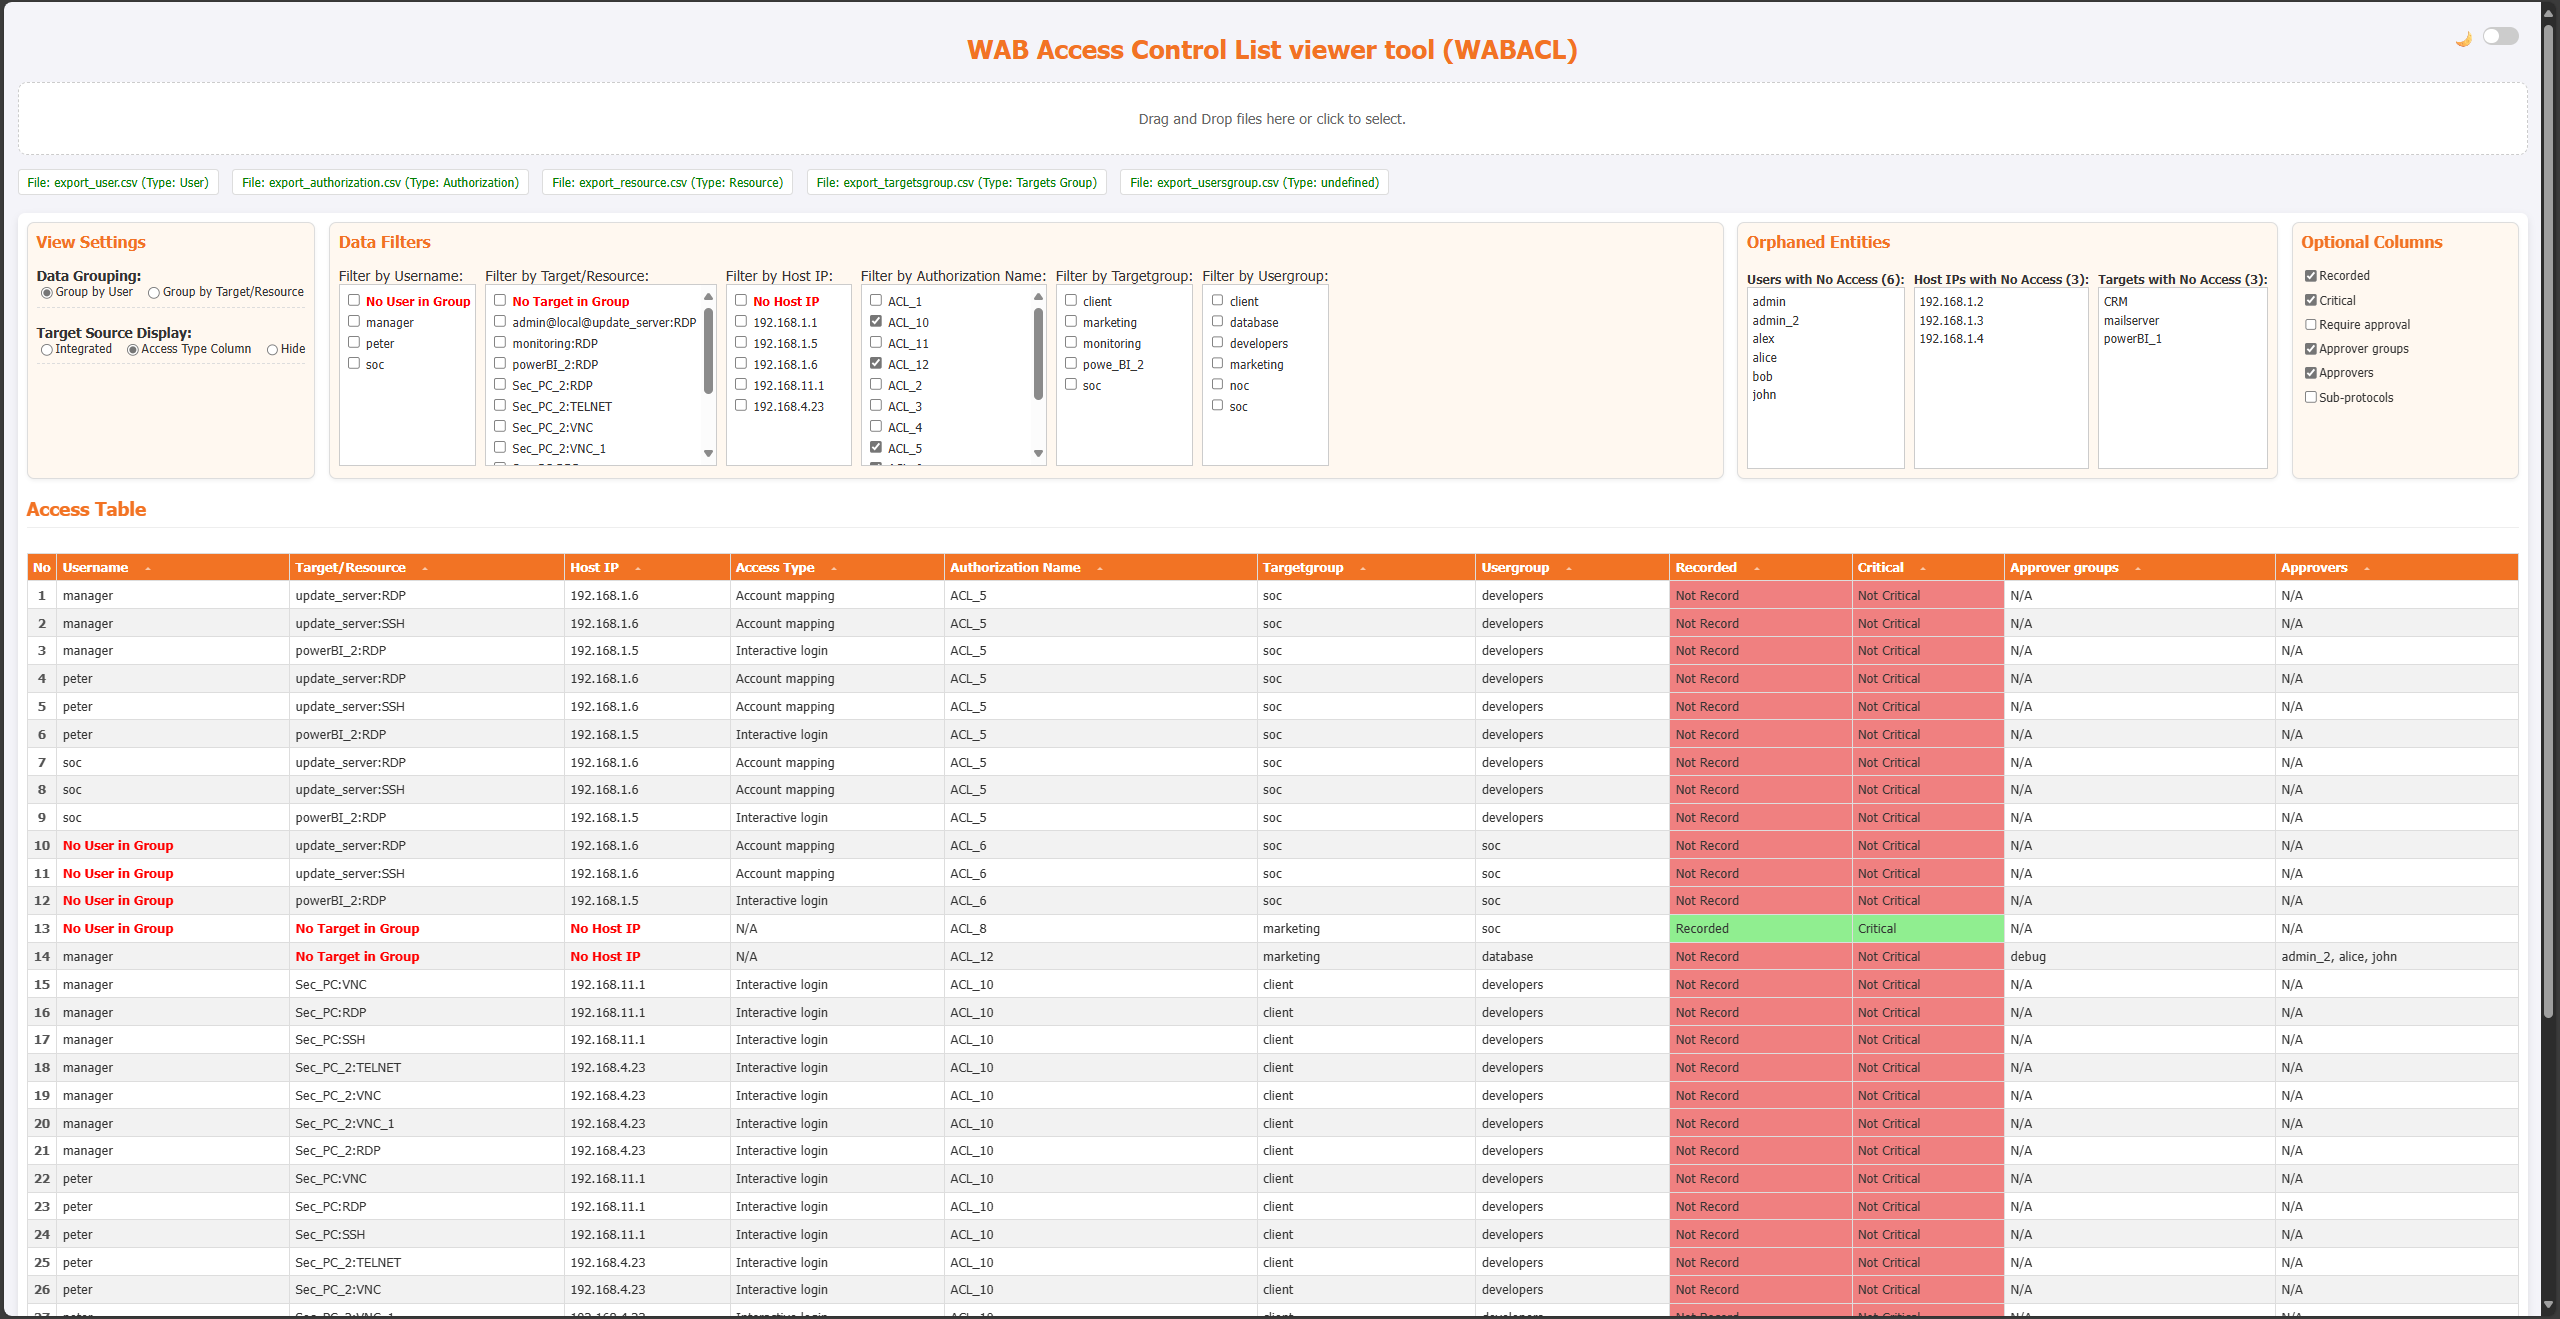 WAB Access Control List viewer tool (WABACL)
Drag and Drop files here or click to select.
File: export_user.csv (Type: User) File: export_authorization.csv (Type: Authorization) File: export_resource.csv (Type: Resource) File: export_targetsgroup.csv (Type: Targets Group) File: export_usersgroup.csv (Type: undefined)
View Settings
Data Grouping:
Group by User Group by Target/Resource
Target Source Display:
Integrated Access Type Column Hide
Data Filters
Filter by Username:
No User in Group
manager
peter
soc
Filter by Target/Resource:
No Target in Group
admin@local@update_server:RDP
monitoring:RDP
powerBI_2:RDP
Sec_PC_2:RDP
Sec_PC_2:TELNET
Sec_PC_2:VNC
Sec_PC_2:VNC_1
Filter by Host IP:
No Host IP
192.168.1.1
192.168.1.5
192.168.1.6
192.168.11.1
192.168.4.23
Filter by Authorization Name:
ACL_1
ACL_10
ACL_11
ACL_12
ACL_2
ACL_3
ACL_4
ACL_5
Filter by Targetgroup:
client
marketing
monitoring
powe_BI_2
soc
Filter by Usergroup:
client
database
developers
marketing
noc
soc
Orphaned Entities
Users with No Access (6):
admin
admin_2
alex
alice
bob
john
Host IPs with No Access (3):
192.168.1.2
192.168.1.3
192.168.1.4
Targets with No Access (3):
CRM
mailserver
powerBI_1
Optional Columns
Recorded
Critical
Require approval
Approver groups
Approvers
Sub-protocols
Access Table
No Username Target/Resource Host IP Access Type Authorization Name Targetgroup Usergroup Recorded Critical Approver groups Approvers
1 manager update_server:RDP 192.168.1.6 Account mapping ACL_5 soc developers Not Record Not Critical N/A N/A
2 manager update_server:SSH 192.168.1.6 Account mapping ACL_5 soc developers Not Record Not Critical N/A N/A
3 manager powerBI_2:RDP 192.168.1.5 Interactive login ACL_5 soc developers Not Record Not Critical N/A N/A
4 peter update_server:RDP 192.168.1.6 Account mapping ACL_5 soc developers Not Record Not Critical N/A N/A
5 peter update_server:SSH 192.168.1.6 Account mapping ACL_5 soc developers Not Record Not Critical N/A N/A
6 peter powerBI_2:RDP 192.168.1.5 Interactive login ACL_5 soc developers Not Record Not Critical N/A N/A
7 soc update_server:RDP 192.168.1.6 Account mapping ACL_5 soc developers Not Record Not Critical N/A N/A
8 soc update_server:SSH 192.168.1.6 Account mapping ACL_5 soc developers Not Record Not Critical N/A N/A
9 soc powerBI_2:RDP 192.168.1.5 Interactive login ACL_5 soc developers Not Record Not Critical N/A N/A
10 No User in Group update_server:RDP 192.168.1.6 Account mapping ACL_6 soc soc Not Record Not Critical N/A N/A
11 No User in Group update_server:SSH 192.168.1.6 Account mapping ACL_6 soc soc Not Record Not Critical N/A N/A
12 No User in Group powerBI_2:RDP 192.168.1.5 Interactive login ACL_6 soc soc Not Record Not Critical N/A N/A
13 No User in Group No Target in Group No Host IP N/A ACL_8 marketing soc Recorded Critical N/A N/A
14 manager No Target in Group No Host IP N/A ACL_12 marketing database Not Record Not Critical debug admin_2, alice, john
15 manager Sec_PC:VNC 192.168.11.1 Interactive login ACL_10 client developers Not Record Not Critical N/A N/A
16 manager Sec_PC:RDP 192.168.11.1 Interactive login ACL_10 client developers Not Record Not Critical N/A N/A
17 manager Sec_PC:SSH 192.168.11.1 Interactive login ACL_10 client developers Not Record Not Critical N/A N/A
18 manager Sec_PC_2:TELNET 192.168.4.23 Interactive login ACL_10 client developers Not Record Not Critical N/A N/A
19 manager Sec_PC_2:VNC 192.168.4.23 Interactive login ACL_10 client developers Not Record Not Critical N/A N/A
20 manager Sec_PC_2:VNC_1 192.168.4.23 Interactive login ACL_10 client developers Not Record Not Critical N/A N/A
21 manager Sec_PC_2:RDP 192.168.4.23 Interactive login ACL_10 client developers Not Record Not Critical N/A N/A
22 peter Sec_PC:VNC 192.168.11.1 Interactive login ACL_10 client developers Not Record Not Critical N/A N/A
23 peter Sec_PC:RDP 192.168.11.1 Interactive login ACL_10 client developers Not Record Not Critical N/A N/A
24 peter Sec_PC:SSH 192.168.11.1 Interactive login ACL_10 client developers Not Record Not Critical N/A N/A
25 peter Sec_PC_2:TELNET 192.168.4.23 Interactive login ACL_10 client developers Not Record Not Critical N/A N/A
26 peter Sec_PC_2:VNC 192.168.4.23 Interactive login ACL_10 client developers Not Record Not Critical N/A N/A